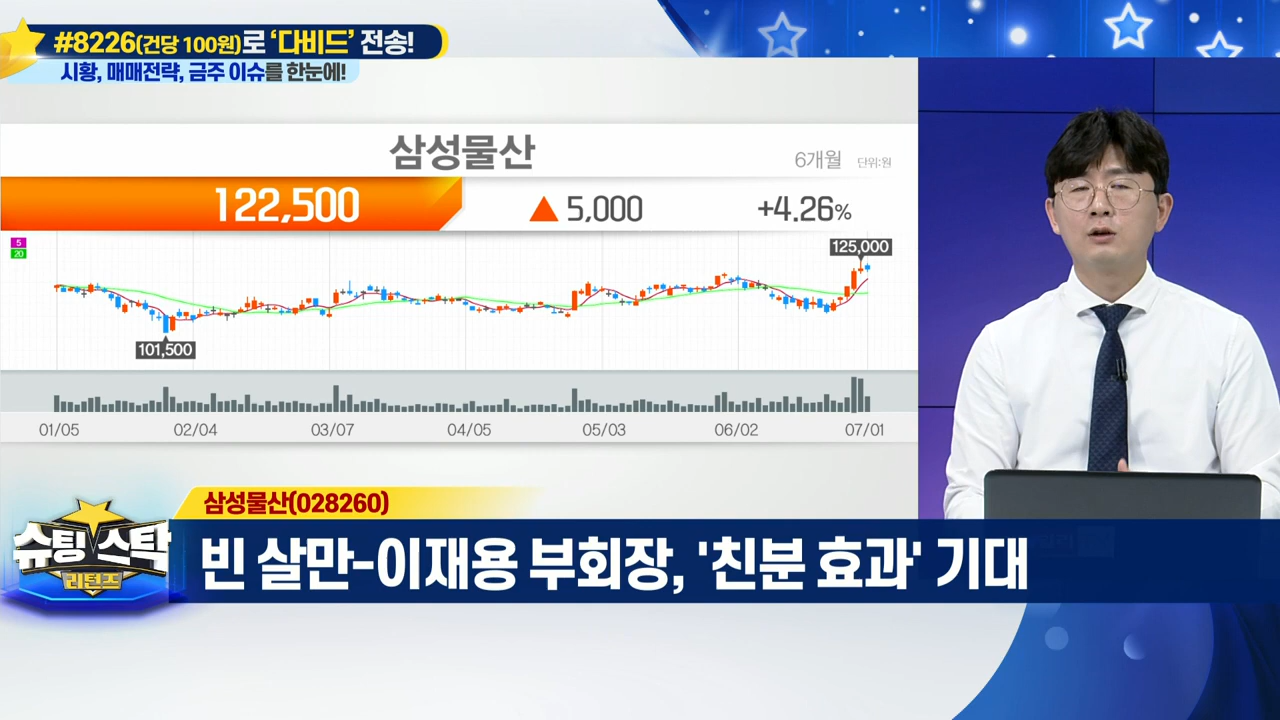 #8226(건당 100원)로 '다비드' 전송!
시황, 매매전략, 금주 이슈를 한눈에!
삼성물산
6개월 단위:원
122,500 ▲ 5,000 +4.26%
5
20
125,000
101,500
01/05 02/04 03/07 04/05 05/03 06/02 07/01
슈팅스탁
리턴즈
삼성물산(028260)
빈 살만-이재용 부회장, '친분 효과' 기대